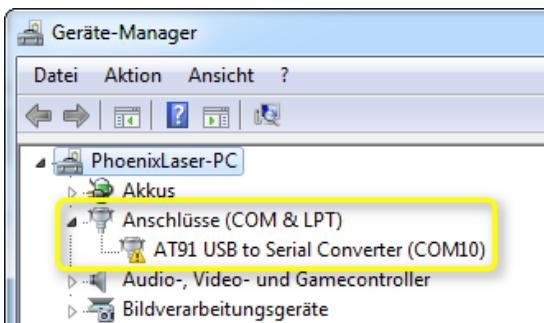 Geräte-Manager
Datei Aktion Ansicht ?
PhoenixLaser-PC
Akkus
Anschlüsse (COM & LPT)
AT91 USB to Serial Converter (COM10)
Audio-, Video- und Gamecontroller
Bildverarbeitungsgeräte